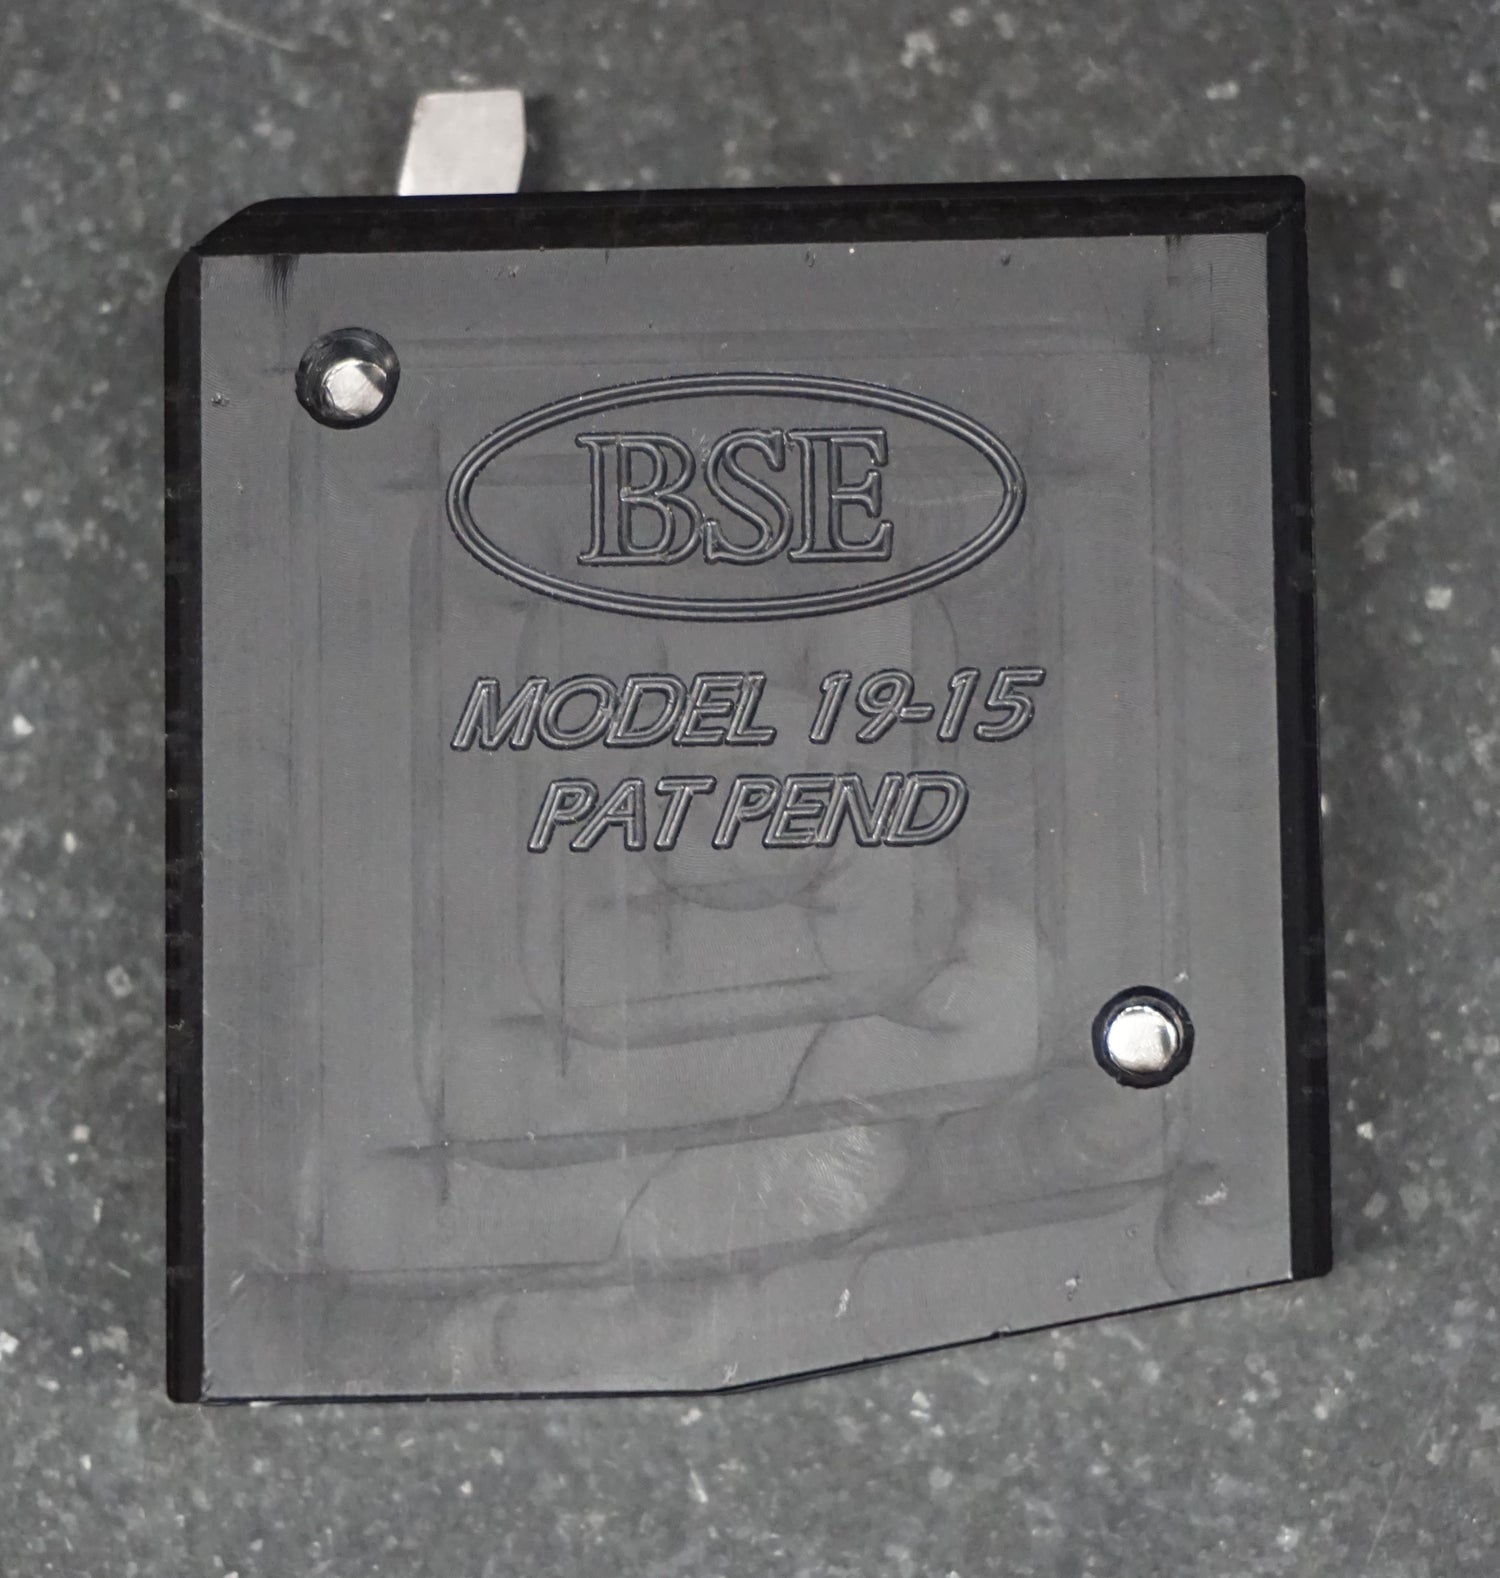 BSE
MODEL 19-15
PAT PEND